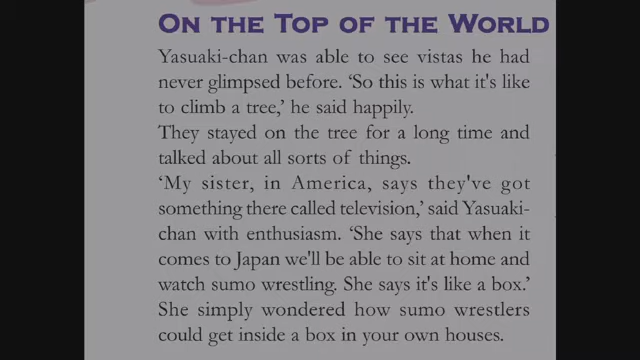 ON THE TOP OF THE WORLD
Yasuaki-chan was able to see vistas he had
never glimpsed before. ‘So this is what it's like
to climb a tree,’ he said happily.
They stayed on the tree for a long time and
talked about all sorts of things.
‘My sister, in America, says they've got
something there called television,’ said Yasuaki-
chan with enthusiasm. ‘She says that when it
comes to Japan we'll be able to sit at home and
watch sumo wrestling. She says it's like a box.’
She simply wondered how sumo wrestlers
could get inside a box in your own houses.